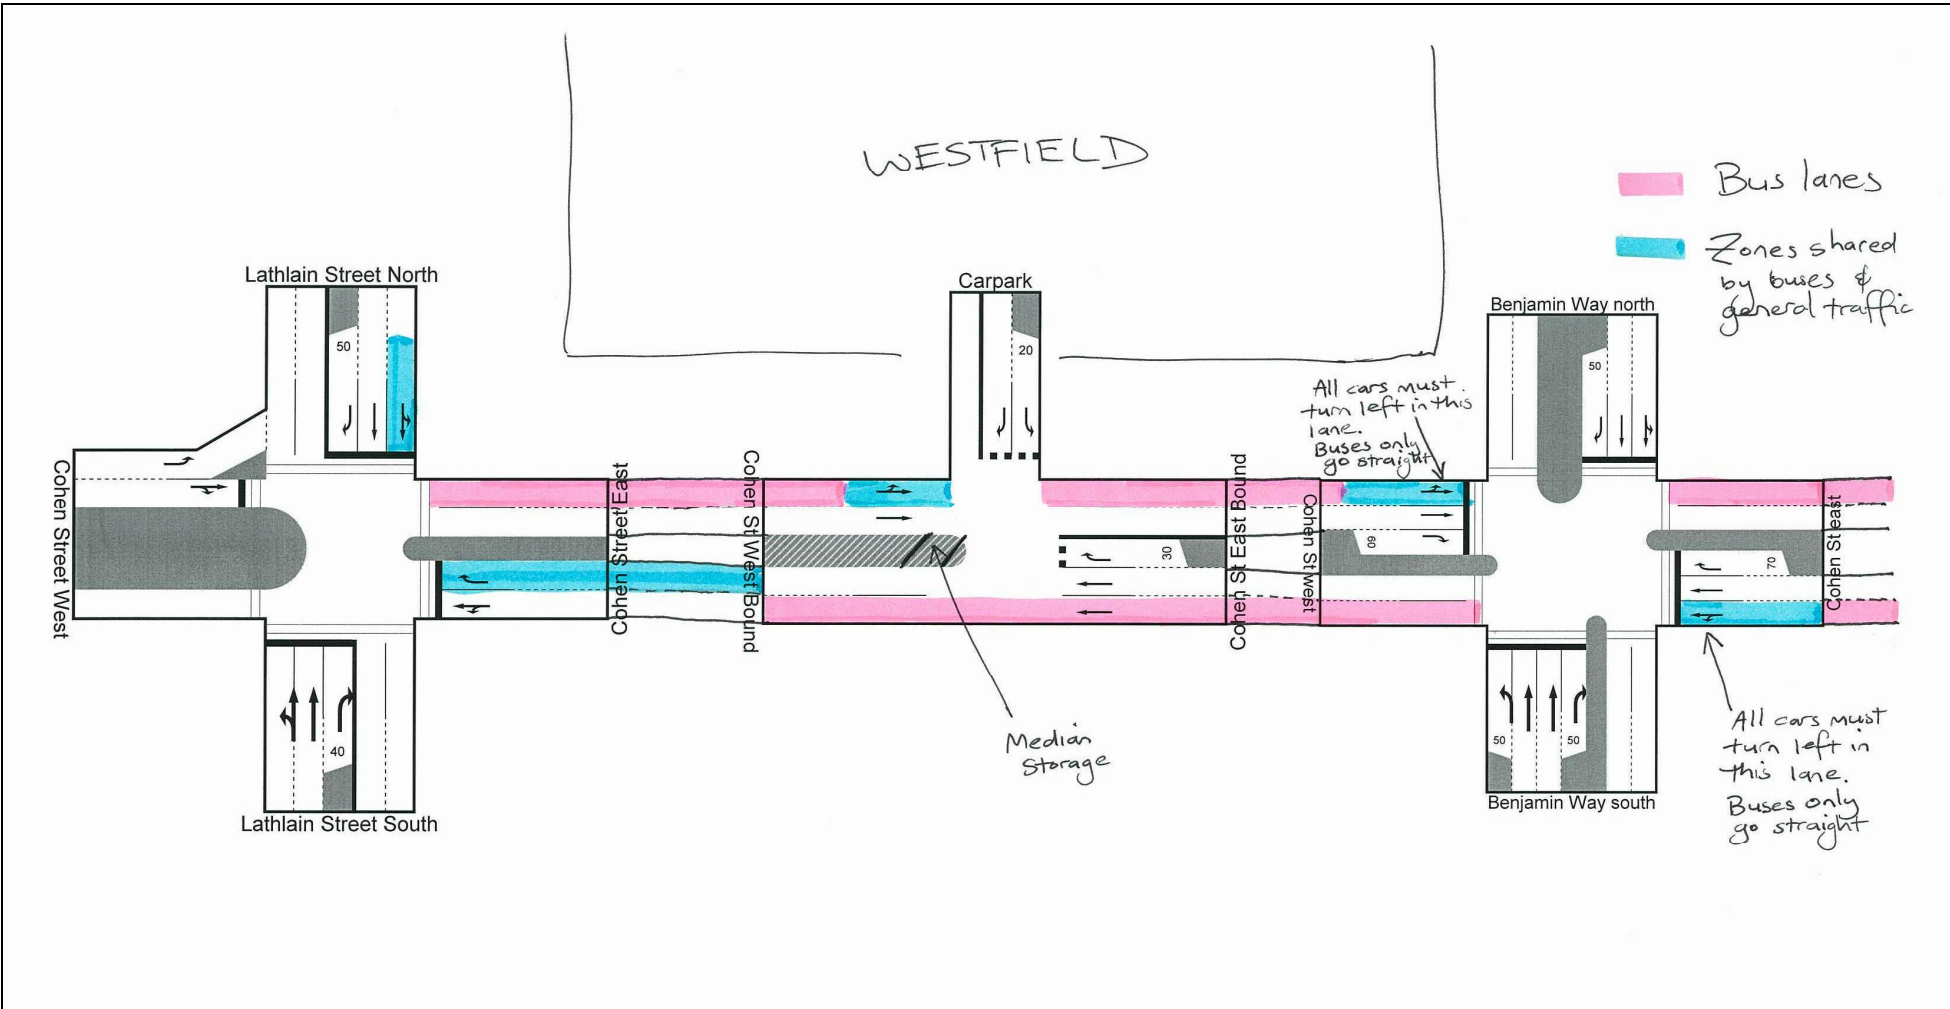 WESTFIELD
Bus lanes
Zones shared
by buses &
general traffic
Lathlain Street North
50
Carpark
20
Benjamin Way north
50
All cars must
turn left in this
lane.
Buses only
go straight
Cohen Street West
Cohen Street East
Cohen St West Bound
30
Cohen St East Bound
Cohen St west
60
70
Cohen St east
40
Lathlain Street South
Median
Storage
50
50
Benjamin Way south
All cars must
turn left in
this lane.
Buses only
go straight